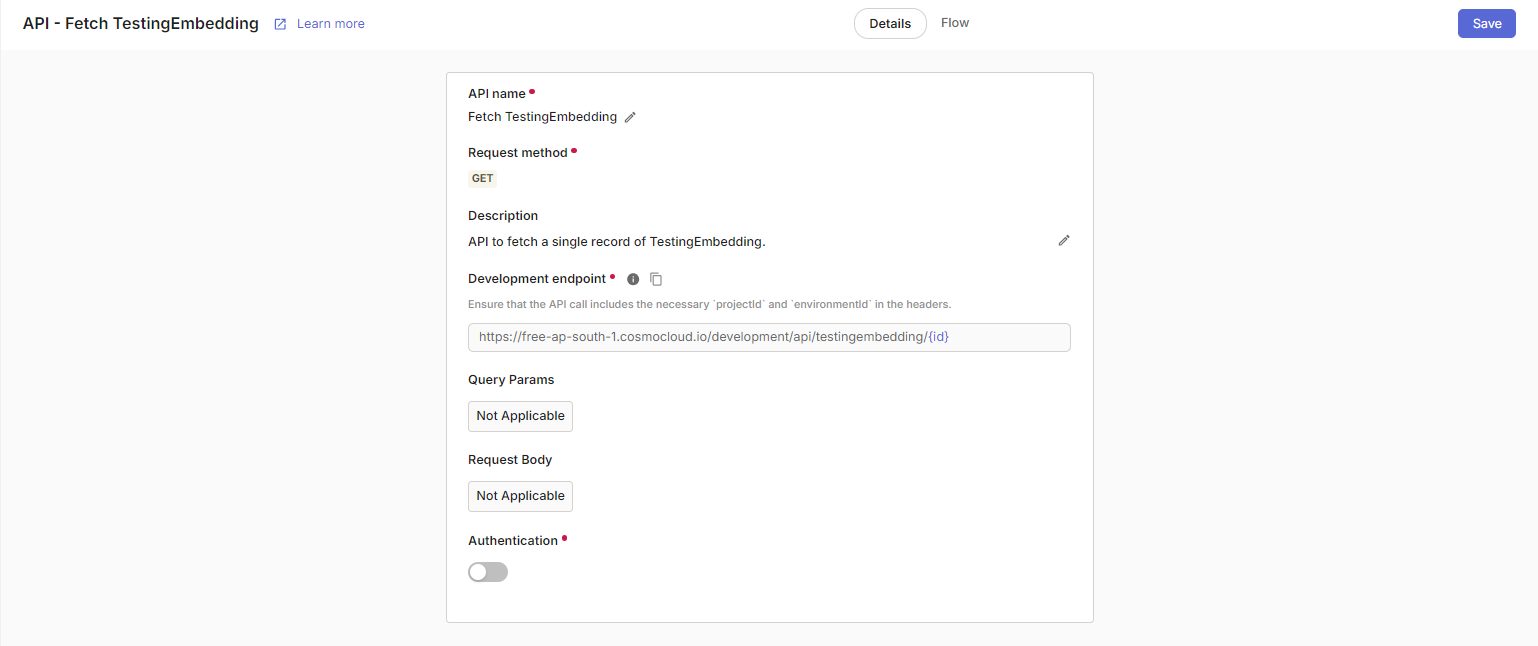 API - Fetch TestingEmbedding Learn more Details Flow Save
API name
Fetch TestingEmbedding
Request method
GET
Description
API to fetch a single record of TestingEmbedding.
Development endpoint
Ensure that the API call includes the necessary `projectId` and `environmentId` in the headers.
https://free-ap-south-1.cosmocloud.io/development/api/testingembedding/{id}
Query Params
Not Applicable
Request Body
Not Applicable
Authentication